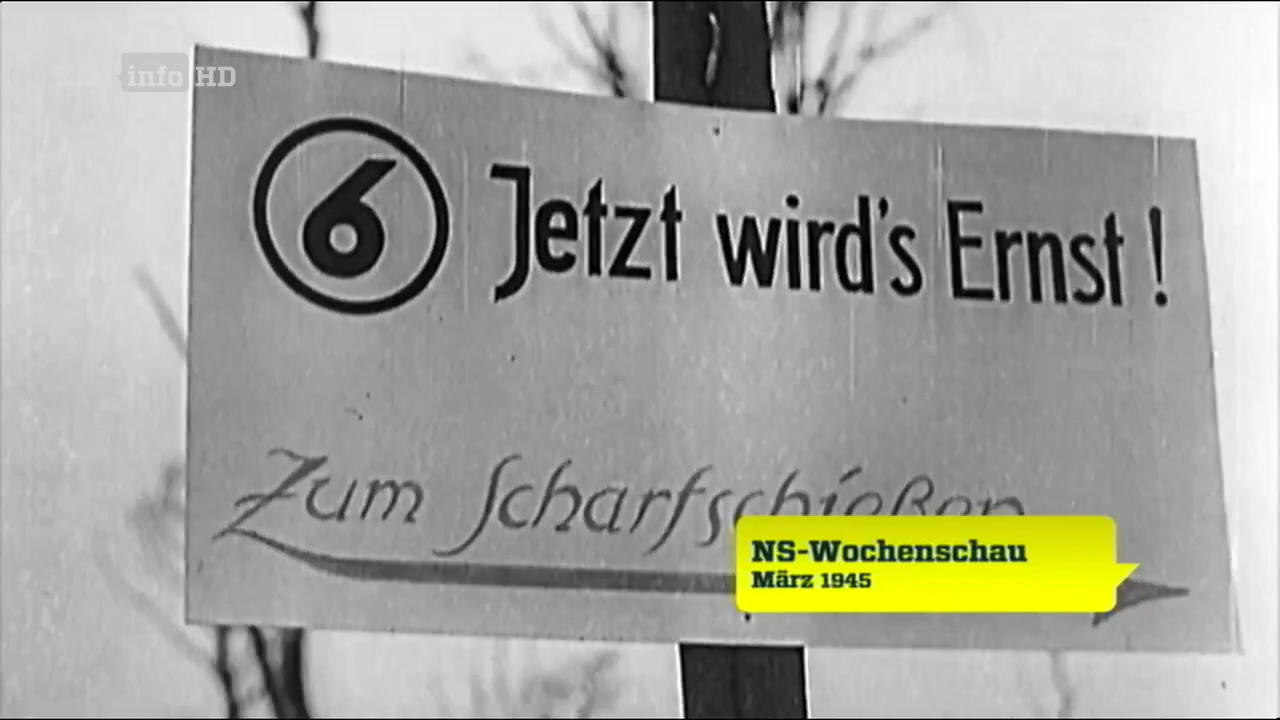 info HD
6 Jetzt wird's Ernst !
Zum Scharfschießen
NS-Wochenschau
März 1945